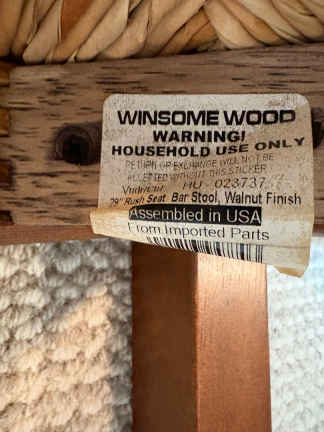 WINSOME WOOD
WARNING!
HOUSEHOLD USE ONLY
RETURN OR EXCHANGE WILL NOT BE
ACCEPTED WITHOUT THIS STICKER
HU 023737
29" Rush Seat Bar Stool, Walnut Finish
Assembled in USA
From Imported Parts